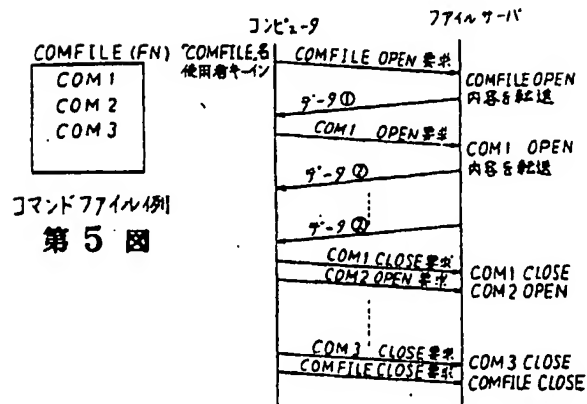 COMFILE (FN)
COM1
COM2
COM3
コマンドファイル例
第5図
コンピュータ
ファイルサーバ
"COMFILE名
使用者キーイン
COMFILE OPEN 要求
COMFILE OPEN
内容を転送
データ①
COM1 OPEN 要求
COM1 OPEN
内容を転送
データ②
データ②
COM1 CLOSE 要求
COM1 CLOSE
COM2 OPEN 要求
COM2 OPEN
COM3 CLOSE 要求
COM3 CLOSE
COMFILE CLOSE 要求
COMFILE CLOSE